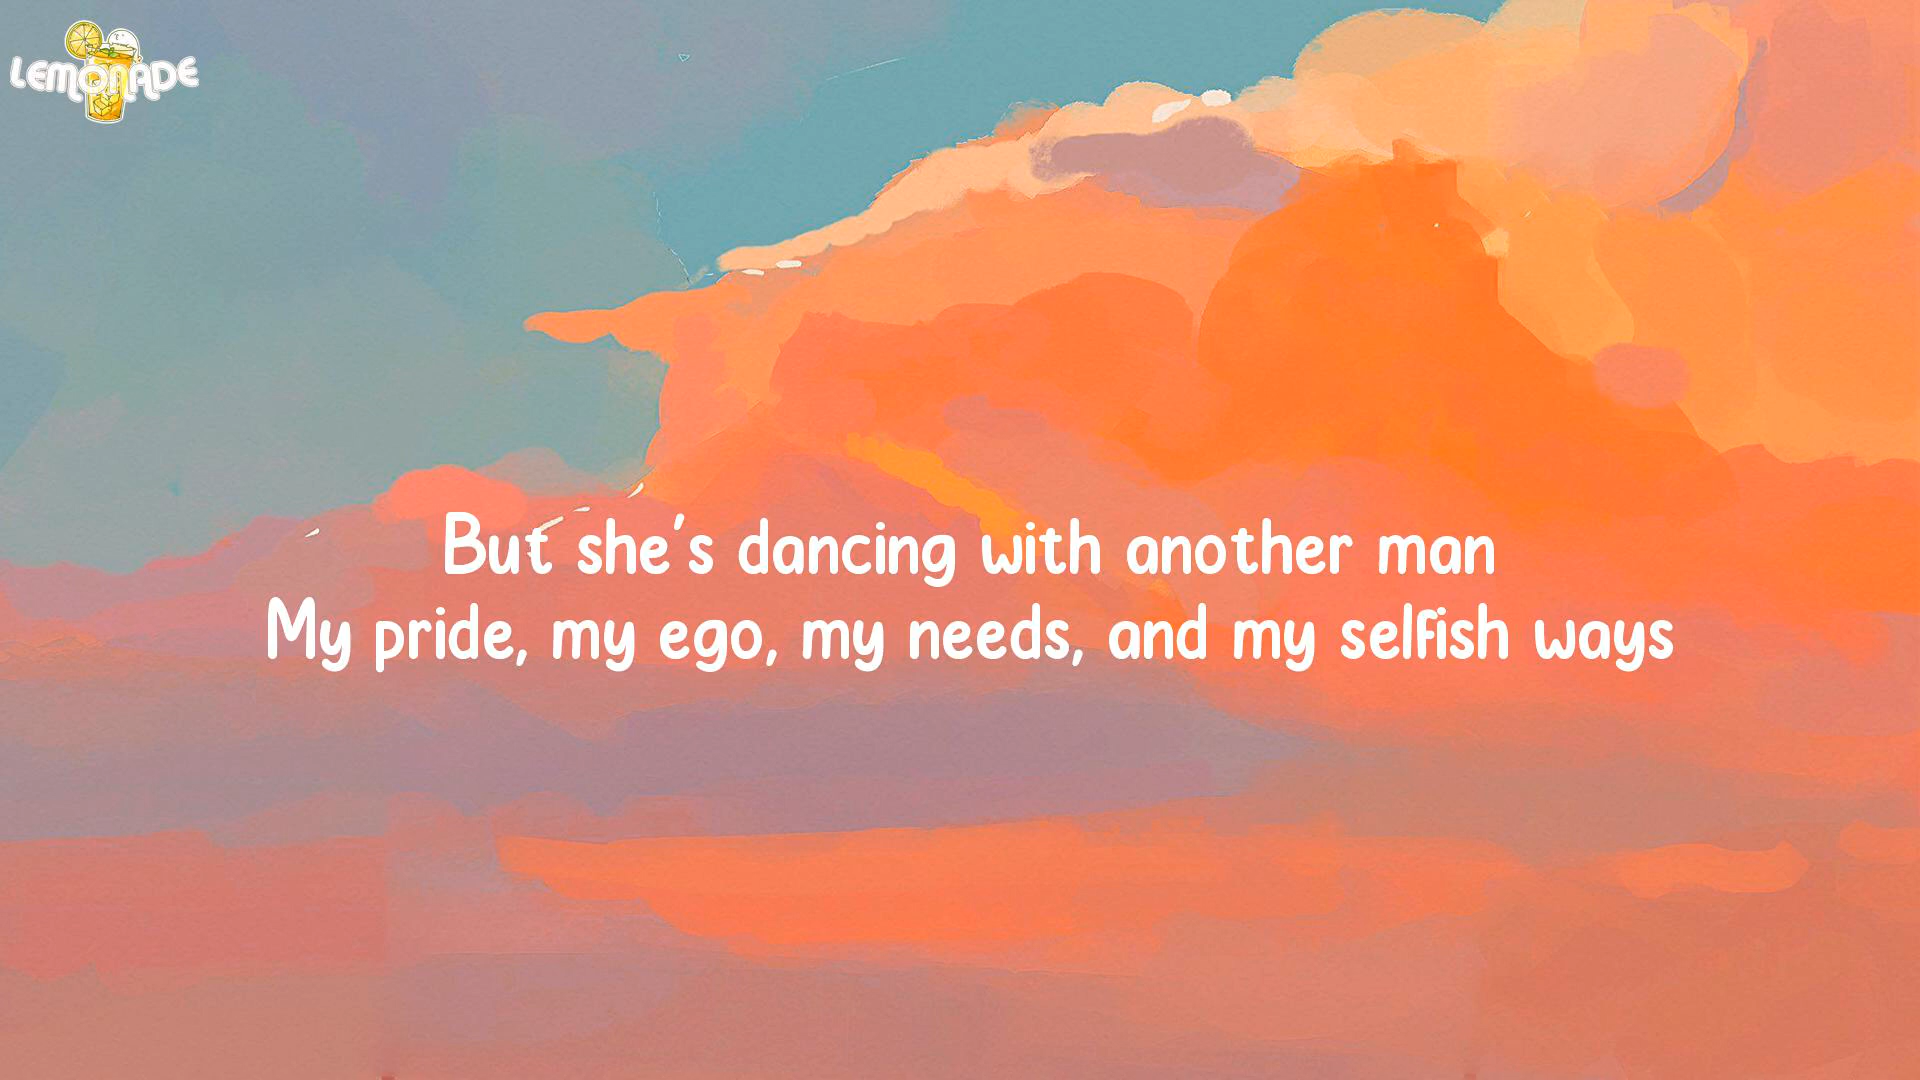 LEMONADE
But she's dancing with another man
My pride, my ego, my needs, and my selfish ways